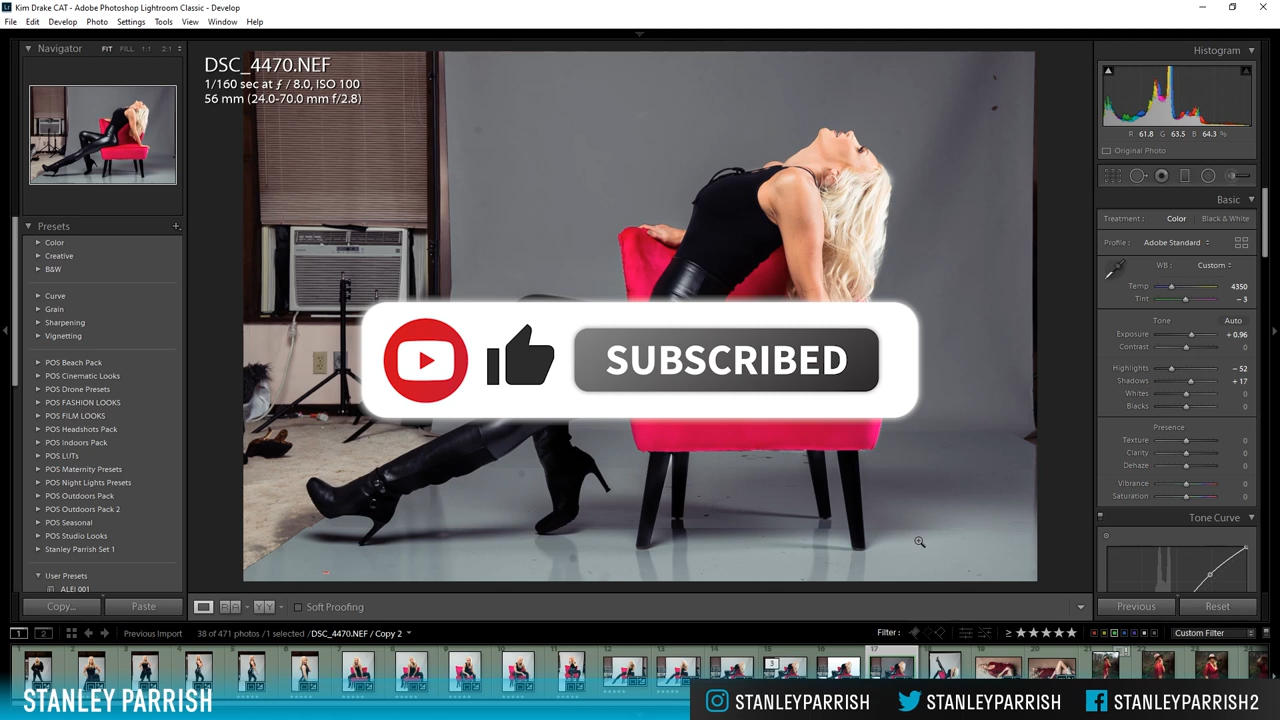 Kim Drake CAT - Adobe Photoshop Lightroom Classic - Develop
File Edit Develop Photo Settings Tools View Window Help
Navigator FIT FILL 1:1 2:1
Histogram
DSC_4470.NEF
1/160 sec at ƒ / 8.0, ISO 100
56 mm (24.0-70.0 mm f/2.8)
R 61.8 G 63.5 B 64.3 %
Original Photo
Basic
Treatment : Color Black & White
Profile : Adobe Standard
WB : Custom
Temp 4350
Tint - 3
Tone Auto
Exposure + 0.96
Contrast 0
Highlights - 52
Shadows + 17
Whites 0
Blacks 0
Presence
Texture 0
Clarity 0
Dehaze 0
Vibrance 0
Saturation 0
Tone Curve
Presets
Color
Creative
B&W
Curve
Grain
Sharpening
Vignetting
POS Beach Pack
POS Cinematic Looks
POS Drone Presets
POS FASHION LOOKS
POS FILM LOOKS
POS Headshots Pack
POS Indoors Pack
POS LUTs
POS Maternity Presets
POS Night Lights Presets
POS Outdoors Pack
POS Outdoors Pack 2
POS Seasonal
POS Studio Looks
Stanley Parrish Set 1
User Presets
ALEI 001
SUBSCRIBED
Copy... Paste
Soft Proofing
Previous Reset
1 2 Previous Import 38 of 471 photos /1 selected /DSC_4470.NEF / Copy 2
Filter : Custom Filter
STANLEY PARRISH
STANLEYPARRISH STANLEYPARRISH STANLEYPARRISH2